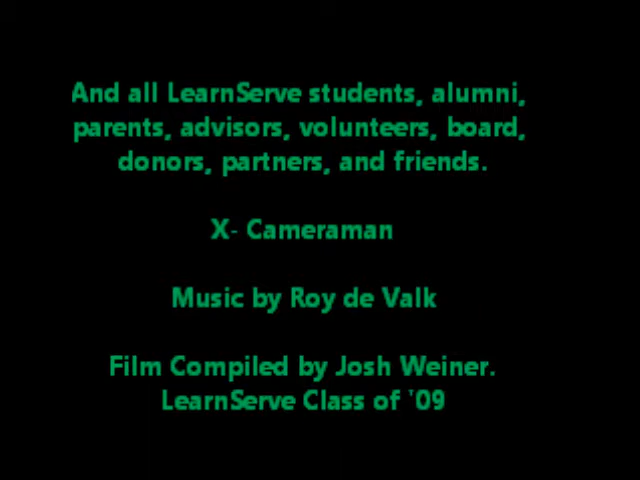 And all LearnServe students, alumni,
parents, advisors, volunteers, board,
donors, partners, and friends.
X- Cameraman
Music by Roy de Valk
Film Compiled by Josh Weiner.
LearnServe Class of '09